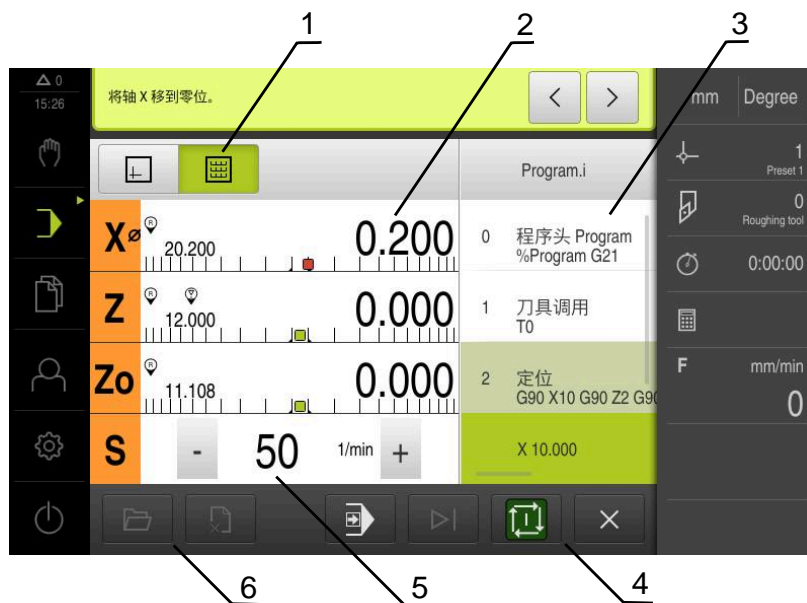 1
2
3
△ 0
15:26
将轴 X 移到零位。
< >
mm Degree
Program.i
1
Preset 1
0
Roughing tool
0:00:00
F mm/min
0
X⌀ R 20.200 0.200
Z R 12.000 0.000
Zo R 11.108 0.000
S - 50 1/min +
0 程序头 Program
%Program G21
1 刀具调用
T0
2 定位
G90 X10 G90 Z2 G90
X 10.000
6
5
4